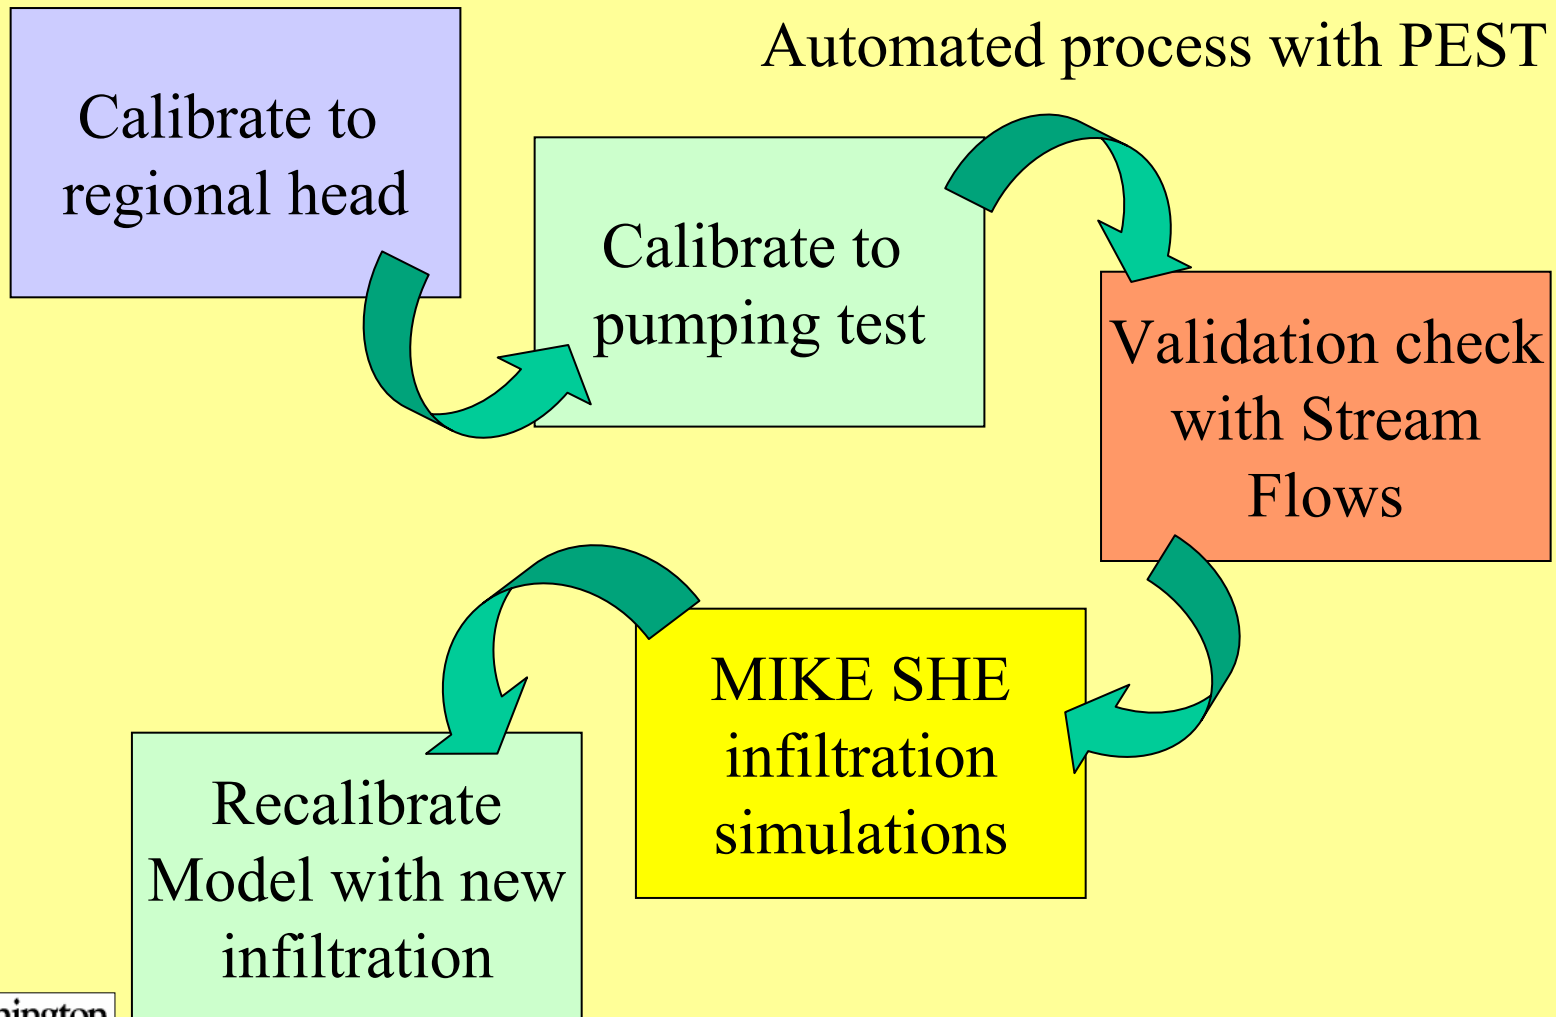 Automated process with PEST
Calibrate to
regional head
Calibrate to
pumping test
Validation check
with Stream
Flows
MIKE SHE
infiltration
simulations
Recalibrate
Model with new
infiltration